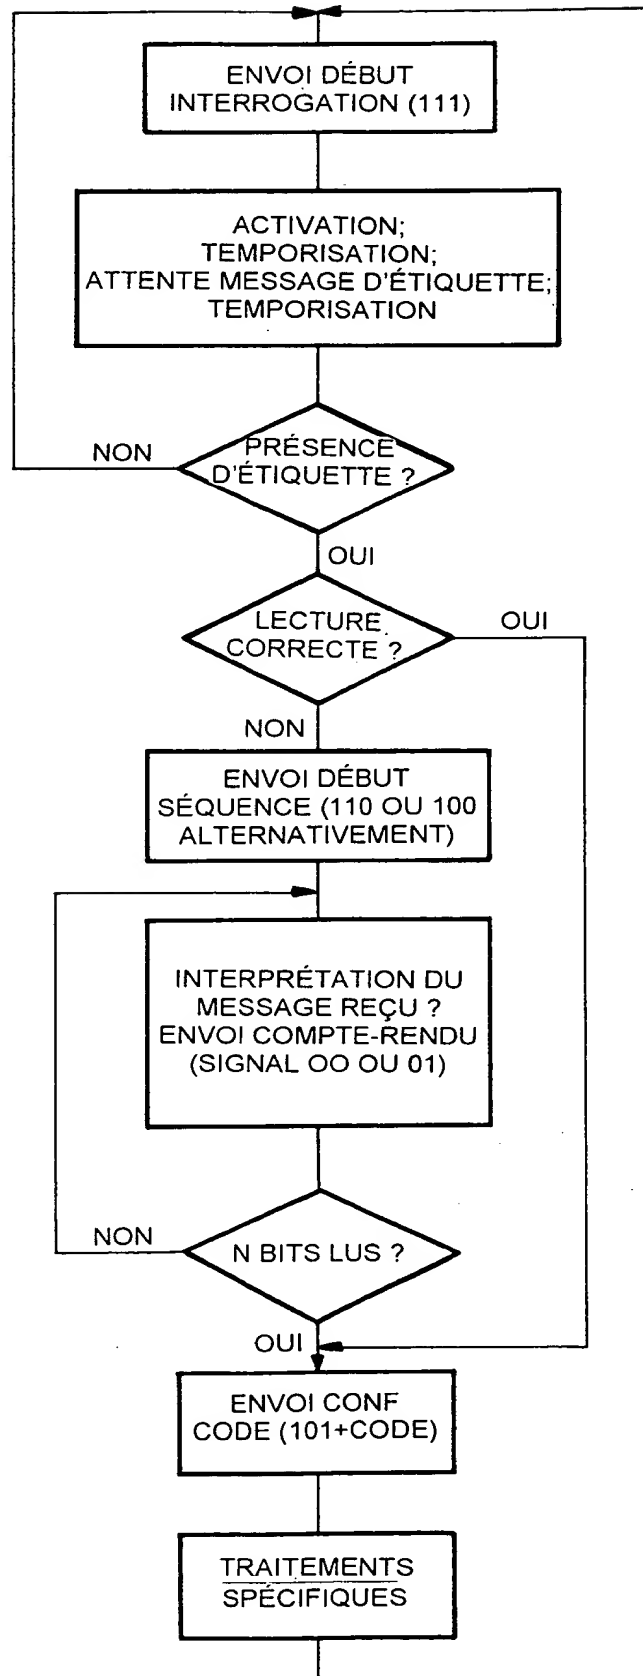 ENVOI DÉBUT
INTERROGATION (111)
ACTIVATION;
TEMPORISATION;
ATTENTE MESSAGE D'ÉTIQUETTE;
TEMPORISATION
NON
PRÉSENCE
D'ÉTIQUETTE ?
OUI
LECTURE
CORRECTE ?
OUI
NON
ENVOI DÉBUT
SÉQUENCE (110 OU 100
ALTERNATIVEMENT)
INTERPRÉTATION DU
MESSAGE REÇU ?
ENVOI COMPTE-RENDU
(SIGNAL OO OU 01)
NON
N BITS LUS ?
OUI
ENVOI CONF
CODE (101+CODE)
TRAITEMENTS
SPÉCIFIQUES